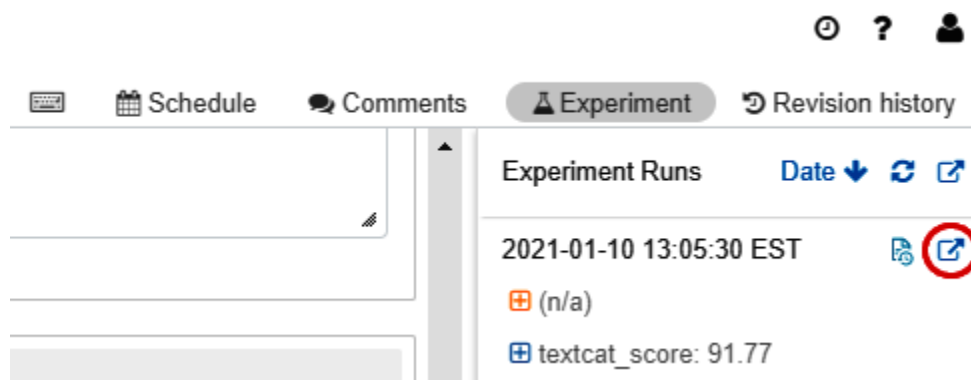 ?
Schedule Comments Experiment Revision history
Experiment Runs Date
2021-01-10 13:05:30 EST
(n/a)
textcat_score: 91.77